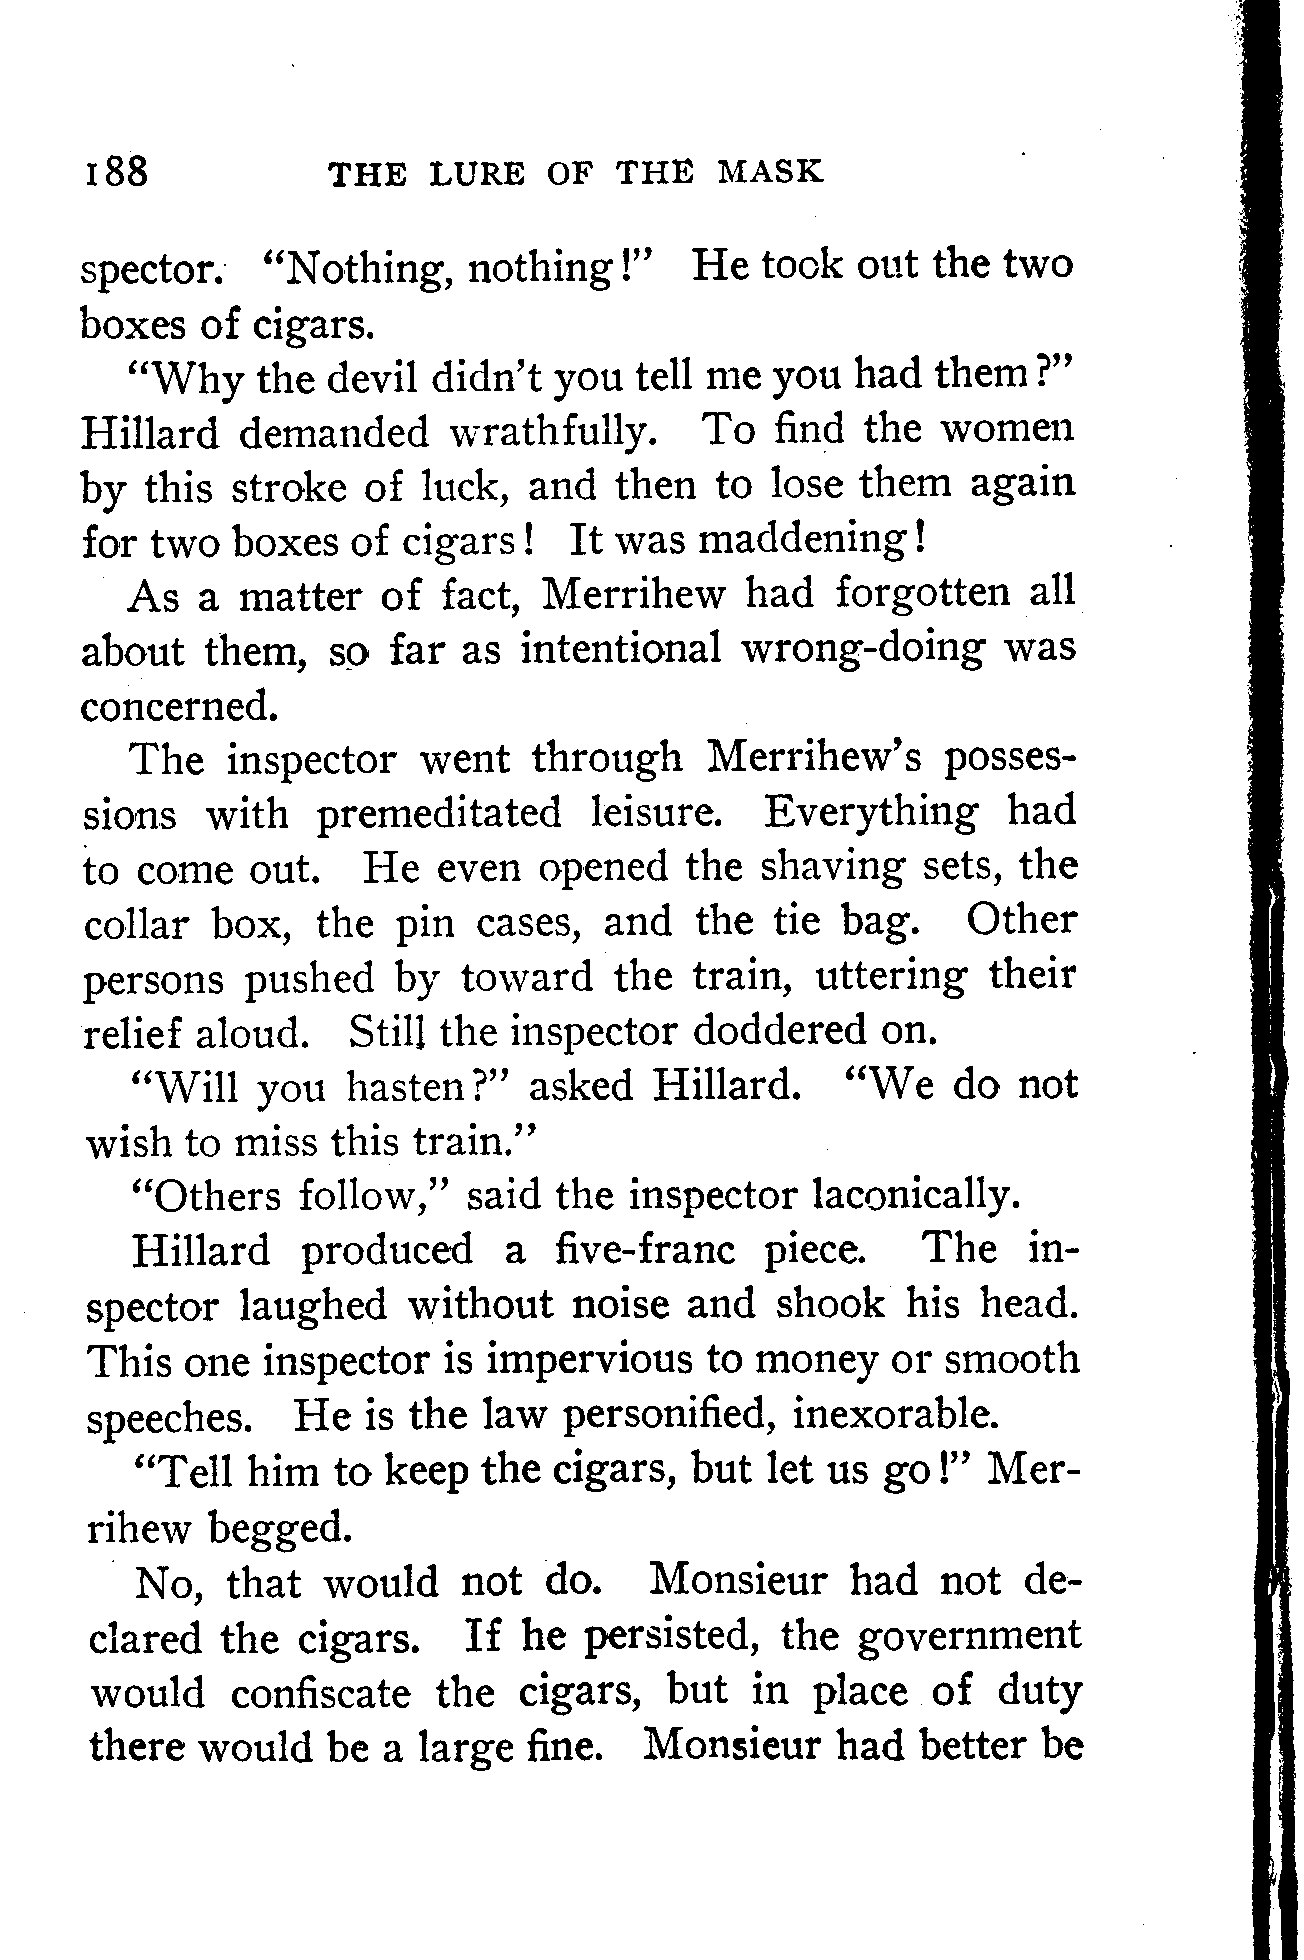 188 THE LURE OF THE MASK
spector. “Nothing, nothing!” He took out the two
boxes of cigars.
“Why the devil didn’t you tell me you had them?”
Hillard demanded wrathfully. To find the women
by this stroke of luck, and then to lose them again
for two boxes of cigars! It was maddening!
As a matter of fact, Merrihew had forgotten all
about them, so far as intentional wrong-doing was
concerned.
The inspector went through Merrihew’s posses-
sions with premeditated leisure. Everything had
to come out. He even opened the shaving sets, the
collar box, the pin cases, and the tie bag. Other
persons pushed by toward the train, uttering their
relief aloud. Still the inspector doddered on.
“Will you hasten?” asked Hillard. “We do not
wish to miss this train.”
“Others follow,” said the inspector laconically.
Hillard produced a five-franc piece. The in-
spector laughed without noise and shook his head.
This one inspector is impervious to money or smooth
speeches. He is the law personified, inexorable.
“Tell him to keep the cigars, but let us go!” Mer-
rihew begged.
No, that would not do. Monsieur had not de-
clared the cigars. If he persisted, the government
would confiscate the cigars, but in place of duty
there would be a large fine. Monsieur had better be